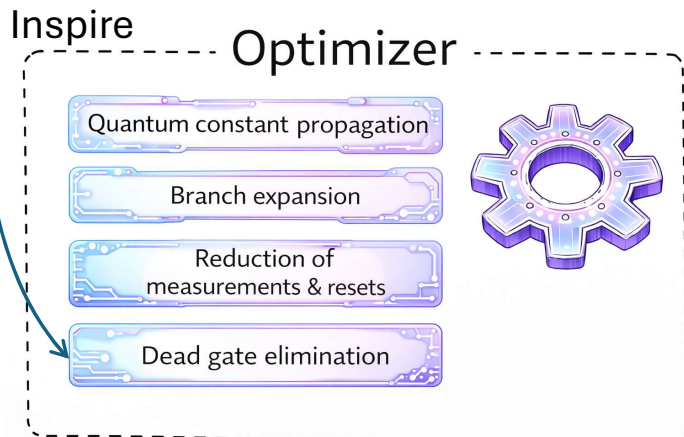 Inspire
Optimizer
Quantum constant propagation
Branch expansion
Reduction of
measurements & resets
Dead gate elimination